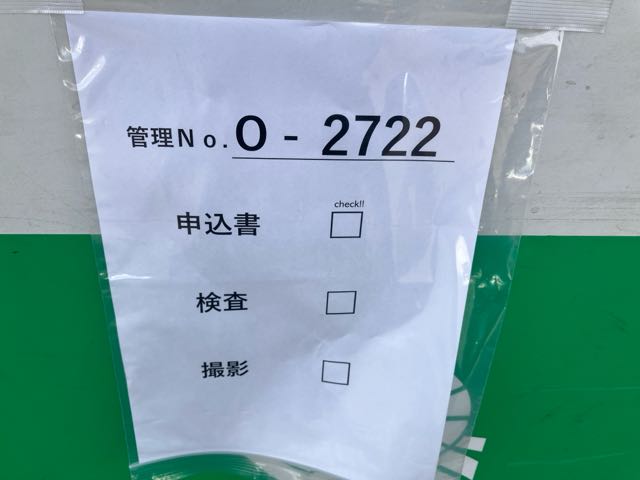 管理No. O - 2722
check!!
申込書 □
検査 □
撮影 □